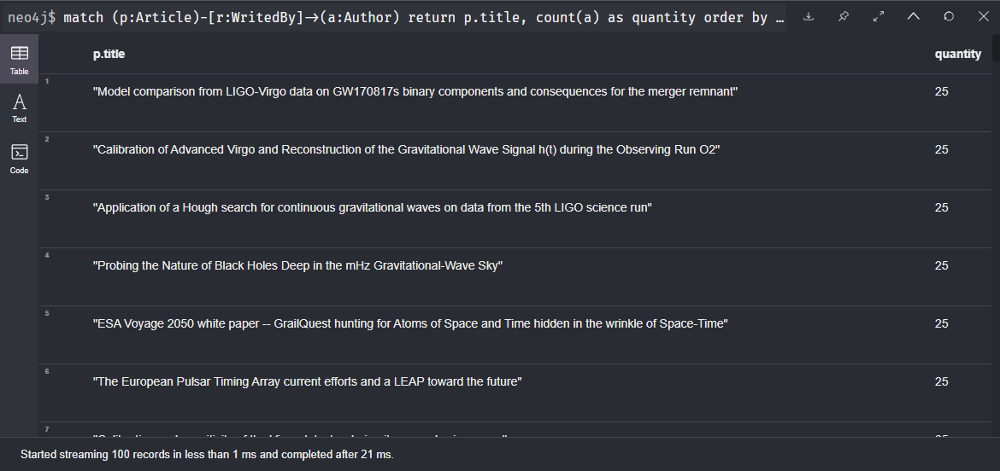 neo4j$ match (p:Article)-[r:WritedBy]→(a:Author) return p.title, count(a) as quantity order by …
Table
Text
Code
p.title quantity
1
"Model comparison from LIGO-Virgo data on GW170817s binary components and consequences for the merger remnant" 25
2
"Calibration of Advanced Virgo and Reconstruction of the Gravitational Wave Signal h(t) during the Observing Run O2" 25
3
"Application of a Hough search for continuous gravitational waves on data from the 5th LIGO science run" 25
4
"Probing the Nature of Black Holes Deep in the mHz Gravitational-Wave Sky" 25
5
"ESA Voyage 2050 white paper -- GrailQuest hunting for Atoms of Space and Time hidden in the wrinkle of Space-Time" 25
6
"The European Pulsar Timing Array current efforts and a LEAP toward the future" 25
7
Started streaming 100 records in less than 1 ms and completed after 21 ms.